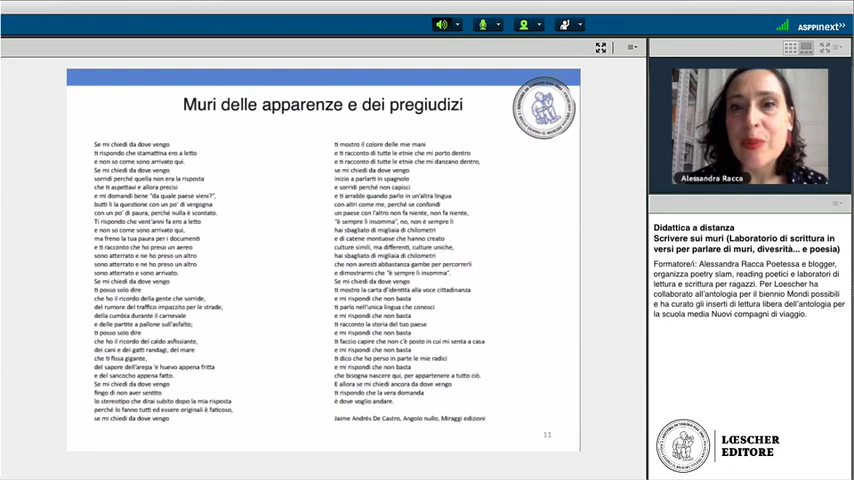 ASPPINEXT>>
Muri delle apparenze e dei pregiudizi
Se mi chiedi da dove vengo
ti rispondo che stamattina ero a letto
e non so come sono arrivato qui.
Se mi chiedi da dove vengo
sorridi perché quella non era la risposta
che ti aspettavi e allora precisi
e mi domandi bene "da quale paese vieni?",
butti lì la questione con un po' di vergogna
con un po' di paura, perché nulla è scontato.
Ti rispondo che vent'anni fa ero a letto
e non so come sono arrivato qui,
ma freno la tua paura per i documenti
e ti racconto che ho preso un aereo
sono atterrato e ne ho preso un altro
sono atterrato e ne ho preso un altro
sono atterrato e sono arrivato.
Se mi chiedi da dove vengo
ti posso solo dire
che ho il ricordo della gente che sorride,
del rumore del traffico impazzito per le strade,
della cumbia durante il carnevale
e delle partite a pallone sull'asfalto;
ti posso solo dire
che ho il ricordo del caldo asfissiante,
dei cani e dei gatti randagi, del mare
che ti fissa gigante,
del sapore dell'arepa 'e huevo appena fritta
e del sancocho appena fatto.
Se mi chiedi da dove vengo
fingo di non aver sentito
lo stereotipo che dirai subito dopo la mia risposta
perché lo fanno tutti ed essere originali è faticoso,
se mi chiedi da dove vengo
ti mostro il colore delle mie mani
e ti racconto di tutte le etnie che mi porto dentro
e ti racconto di tutte le etnie che mi danzano dentro,
se mi chiedi da dove vengo
inizio a parlarti in spagnolo
e sorridi perché non capisci
e ti arrabbi quando parlo in un'altra lingua
con altri come me, perché se confondi
un paese con l'altro non fa niente, non fa niente,
"è sempre lì insomma", no, non è sempre lì
hai sbagliato di migliaia di chilometri
e di catene montuose che hanno creato
culture simili, ma differenti, culture uniche,
hai sbagliato di migliaia di chilometri
che non avresti abbastanza gambe per percorrerli
e dimostrarmi che "è sempre lì insomma".
Se mi chiedi da dove vengo
ti mostro la carta d'identità alla voce cittadinanza
e mi rispondi che non basta
ti parlo nell'unica lingua che conosci
e mi rispondi che non basta
ti racconto la storia del tuo paese
e mi rispondi che non basta
ti faccio capire che non c'è posto in cui mi senta a casa
e mi rispondi che non basta
ti dico che ho perso in parte le mie radici
e mi rispondi che non basta
che bisogna nascere qui, per appartenere a tutto ciò.
E allora se mi chiedi ancora da dove vengo
ti rispondo che la vera domanda
è dove voglio andare.
Jaime Andrés De Castro, Angolo nullo, Miraggi edizioni
11
Alessandra Racca
Didattica a distanza
Scrivere sui muri (Laboratorio di scrittura in
versi per parlare di muri, divesrità... e poesia)
Formatore/i: Alessandra Racca Poetessa e blogger,
organizza poetry slam, reading poetici e laboratori di
lettura e scrittura per ragazzi. Per Loescher ha
collaborato all'antologia per il biennio Mondi possibili
e ha curato gli inserti di lettura libera dell'antologia per
la scuola media Nuovi compagni di viaggio.
LŒSCHER
EDITORE